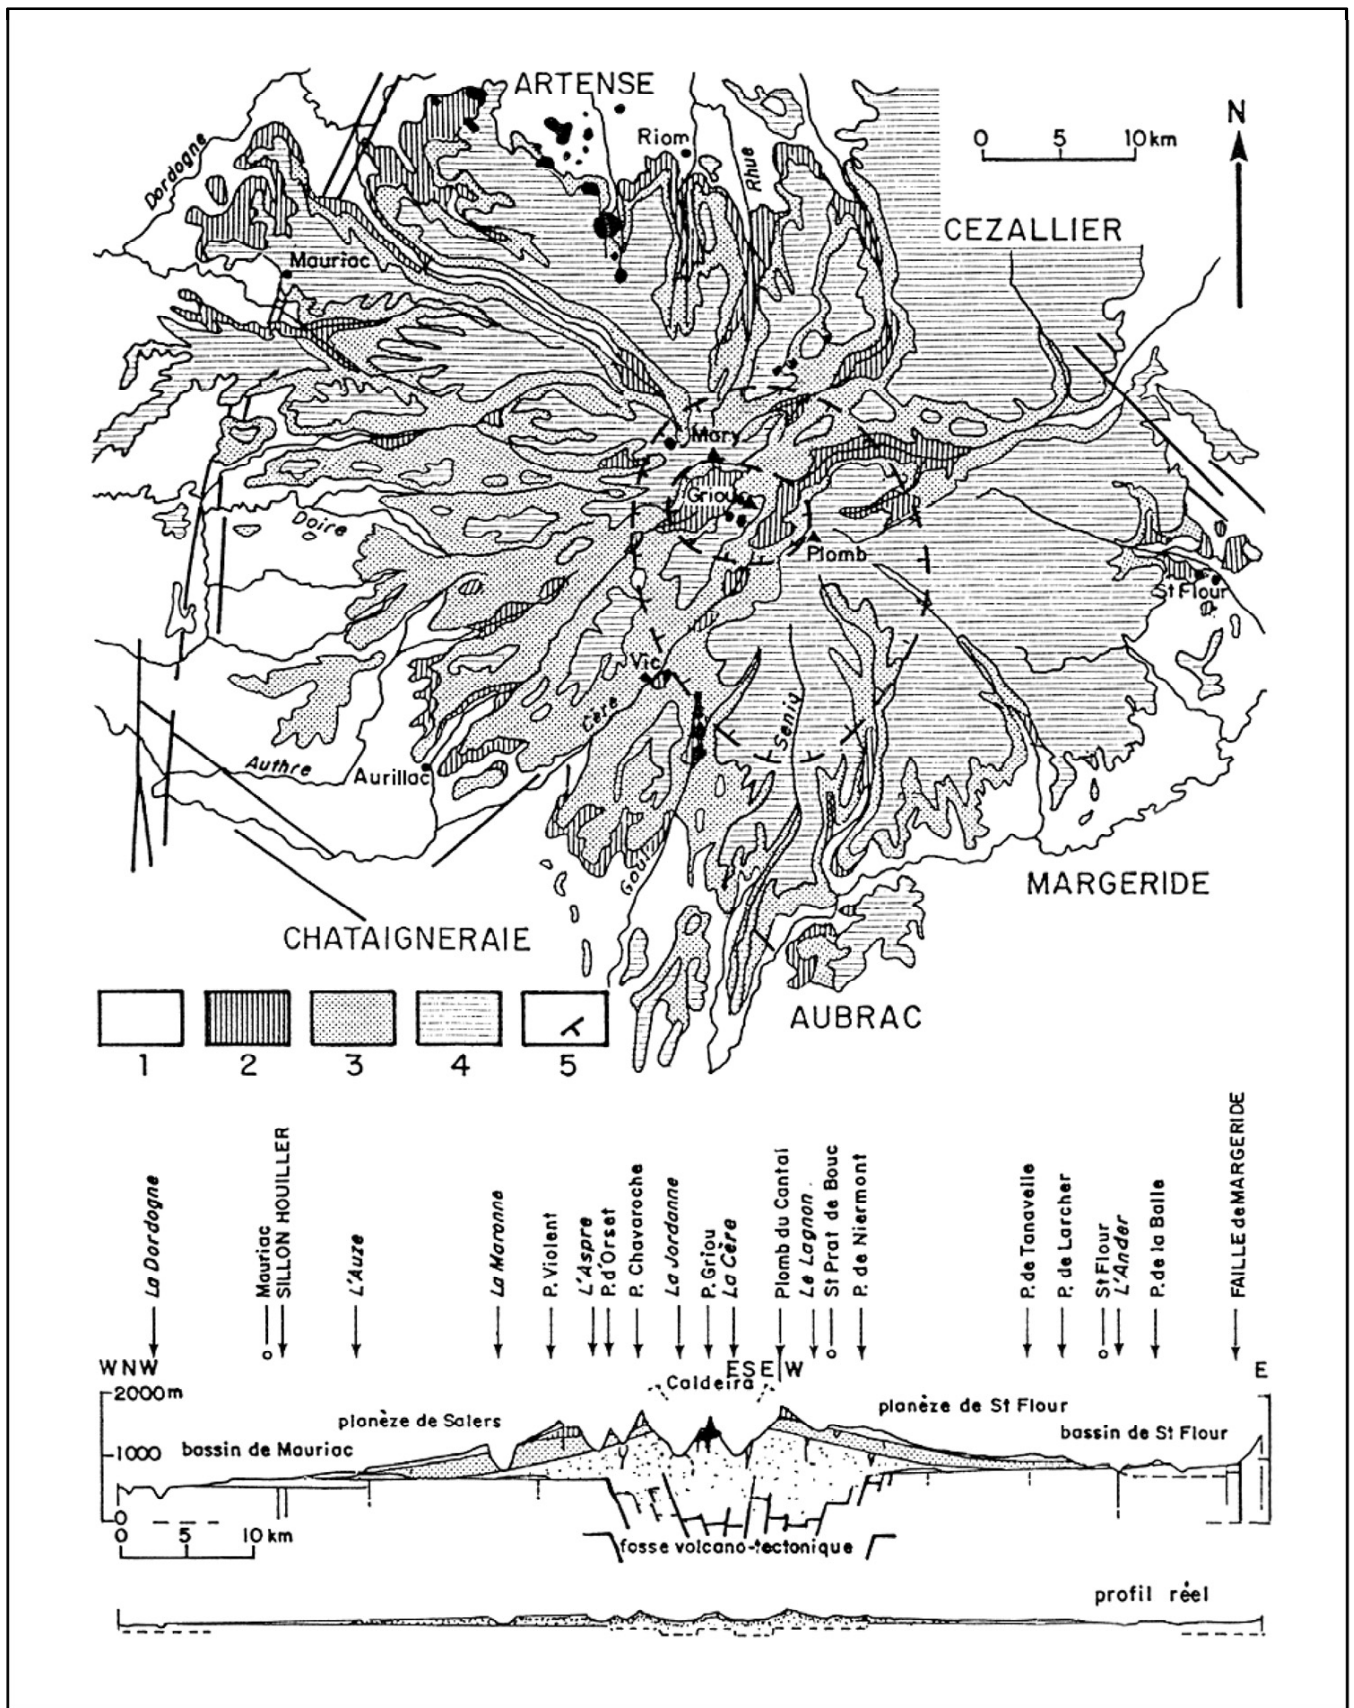 ARTENSE
N
Riom
0 5 10 km
Dordogne
Rhue
CEZALLIER
Mauriac
Mary
Griou
Doire
Plomb
St Flour
Vic
Cère
Seniq
Authre
Aurillac
Goul
MARGERIDE
CHATAIGNERAIE
AUBRAC
1 2 3 4 5
La Dordogne
Mauriac
SILLON HOUILLER
L'Auze
La Maronne
P. Violent
L'Aspre
P. d'Orset
P. Chavaroche
La Jordanne
P. Griou
La Cère
Plomb du Cantal
Le Lagnon
St Prat de Bouc
P. de Niermont
P. de Tanavelle
P. de Larcher
St Flour
L'Ander
P. de la Balle
FAILLE DE MARGERIDE
WNW ESE W E
2000m
Caldeira
planèze de Salers
planèze de St Flour
bassin de Mauriac
1000
bassin de St Flour
0
0 5 10 km
fosse volcano-tectonique
profil réel